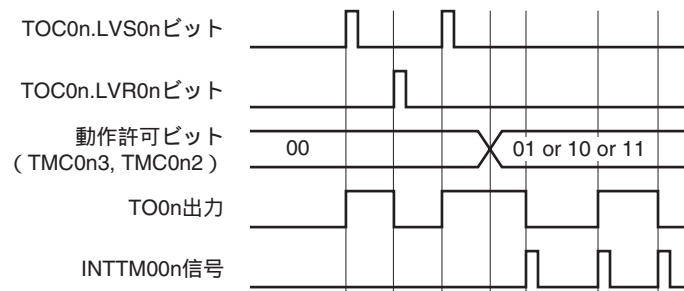 TOC0n.LVS0nビット
TOC0n.LVR0nビット
動作許可ビット
（TMC0n3, TMC0n2）
00
01 or 10 or 11
TO0n出力
INTTM00n信号